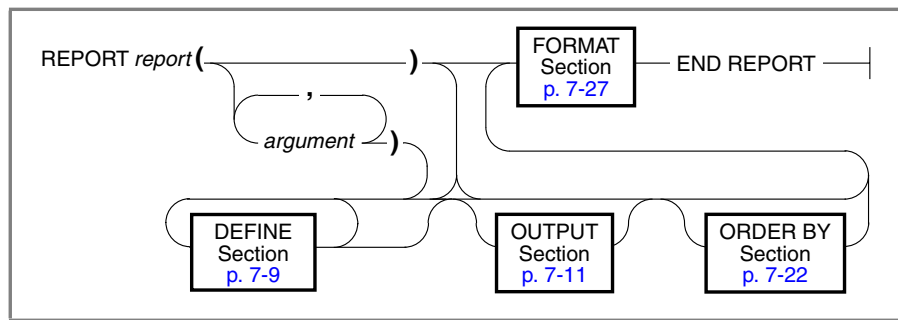 REPORT report ( )
FORMAT
Section
p. 7-27
END REPORT
,
argument )
DEFINE
Section
p. 7-9
OUTPUT
Section
p. 7-11
ORDER BY
Section
p. 7-22